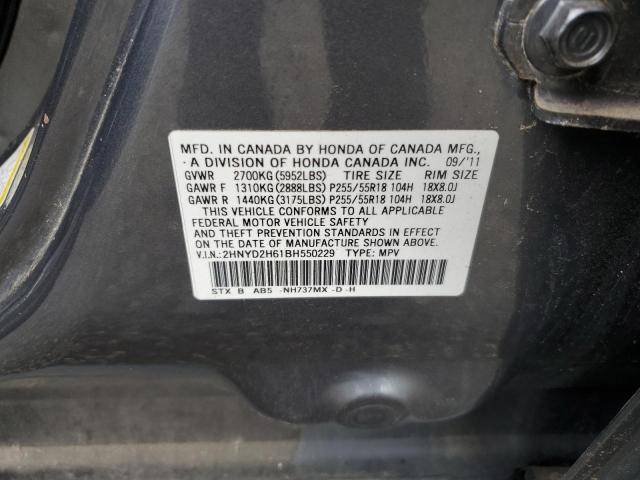 MFD. IN CANADA BY HONDA OF CANADA MFG.,
A DIVISION OF HONDA CANADA INC. 09/'11
GVWR 2700KG(5952LBS) TIRE SIZE RIM SIZE
GAWR F 1310KG(2888LBS) P255/55R18 104H 18X8.0J
GAWR R 1440KG(3175LBS) P255/55R18 104H 18X8.0J
THIS VEHICLE CONFORMS TO ALL APPLICABLE
FEDERAL MOTOR VEHICLE SAFETY
AND THEFT PREVENTION STANDARDS IN EFFECT
ON THE DATE OF MANUFACTURE SHOWN ABOVE.
V.I.N.: 2HNYD2H61BH550229 TYPE: MPV
STX B AB5 -NH737MX -D -H